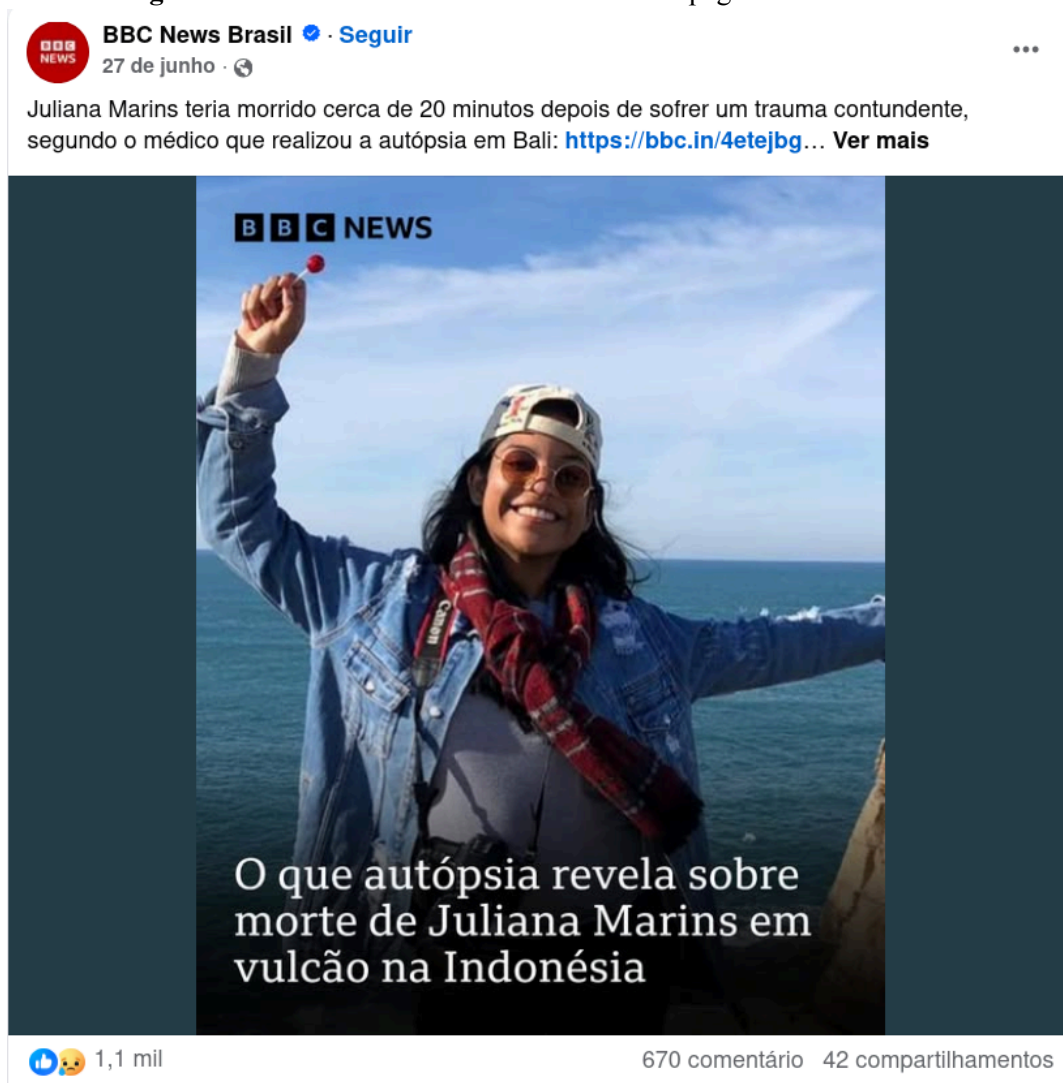 BBC News Brasil · Seguir
BBC
NEWS
27 de junho ·
Juliana Marins teria morrido cerca de 20 minutos depois de sofrer um trauma contundente,
segundo o médico que realizou a autópsia em Bali: https://bbc.in/4etejbg... Ver mais
BBC NEWS
Canon
O que autópsia revela sobre
morte de Juliana Marins em
vulcão na Indonésia
1,1 mil
670 comentário 42 compartilhamentos